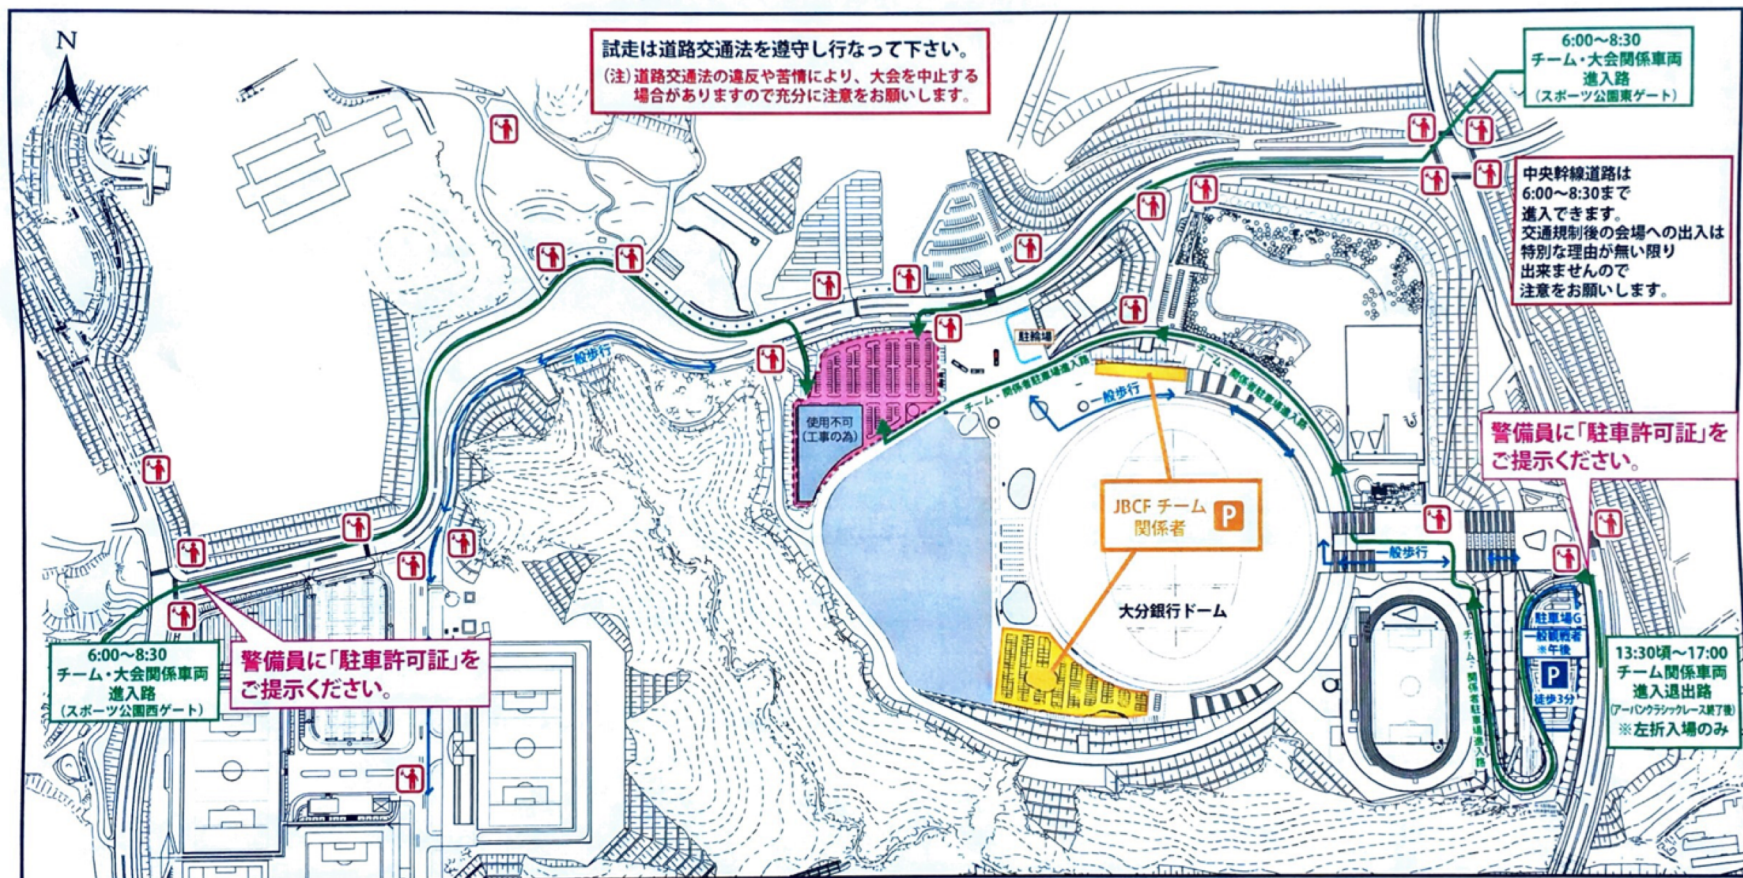 N
試走は道路交通法を遵守し行なって下さい。
(注)道路交通法の違反や苦情により、大会を中止する
場合がありますので充分に注意をお願いします。
6:00〜8:30
チーム・大会関係車両
進入路
(スポーツ公園東ゲート)
中央幹線道路は
6:00〜8:30まで
進入できます。
交通規制後の会場への出入は
特別な理由が無い限り
出来ませんので
注意をお願いします。
駐輪場
一般歩行
チーム・関係者駐車場進入路
チーム・関係者駐車場進入路
一般歩行
使用不可
(工事の為)
警備員に「駐車許可証」を
ご提示ください。
JBCF チーム
関係者
P
一般歩行
大分銀行ドーム
駐車場G
一般観戦者
※午後
P
徒歩3分
チーム・関係者駐車場進入路
13:30頃〜17:00
チーム関係車両
進入退出路
(アーバンクラシックレース終了後)
※左折入場のみ
6:00〜8:30
チーム・大会関係車両
進入路
(スポーツ公園西ゲート)
警備員に「駐車許可証」を
ご提示ください。